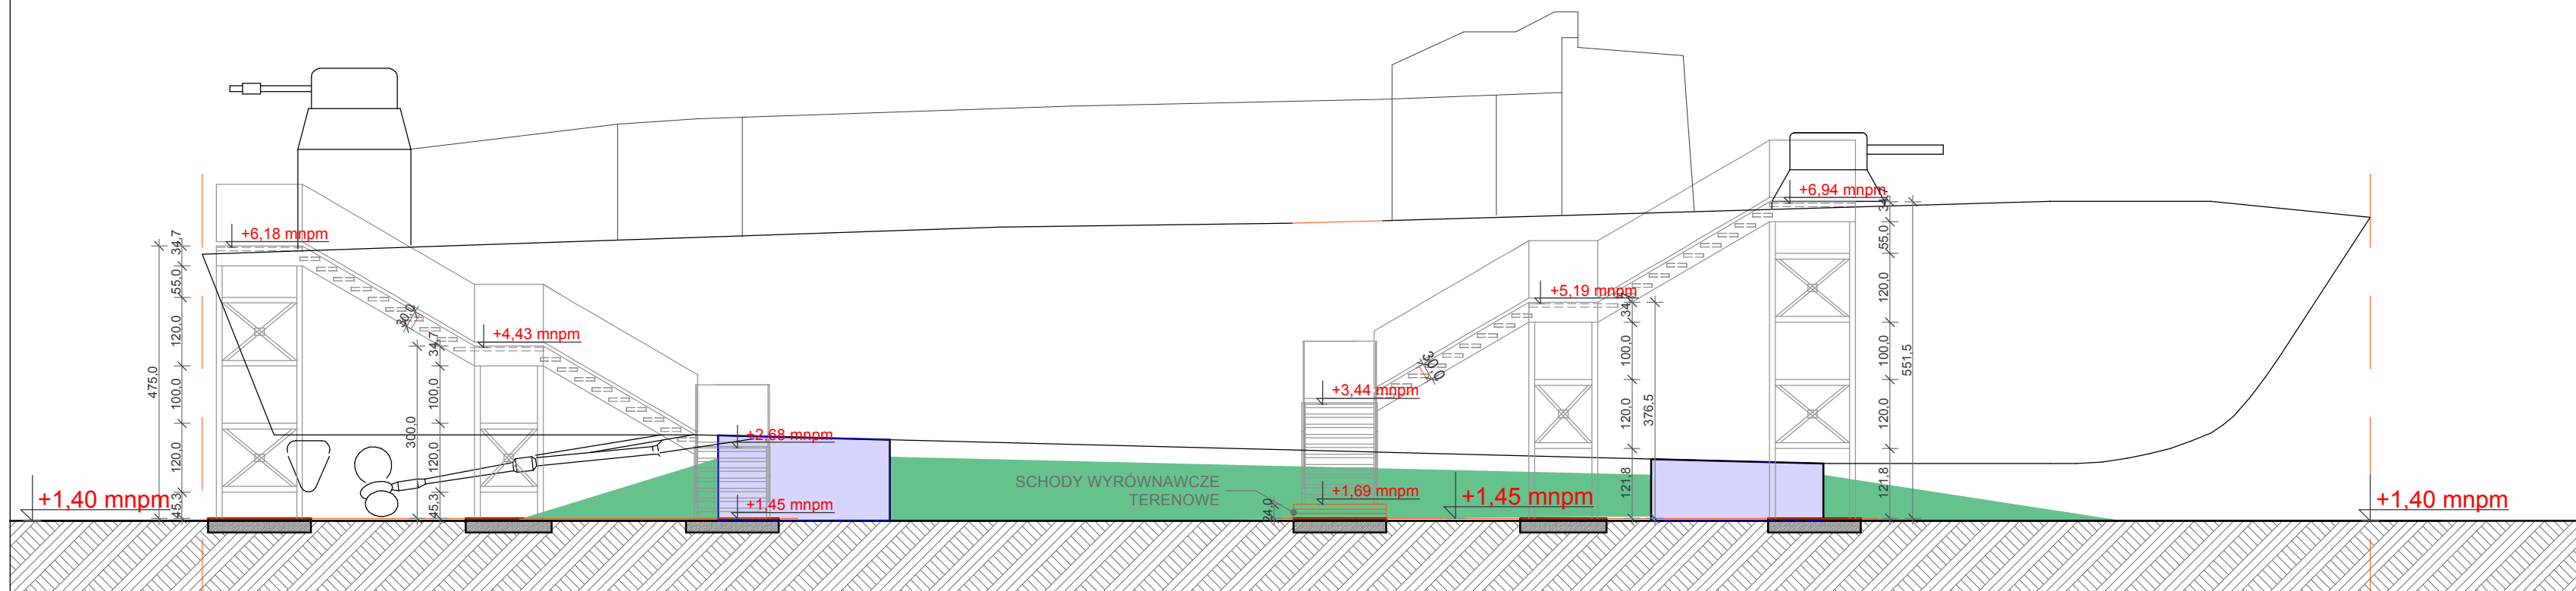 +6,94 mnpm
+6,18 mnpm
+5,19 mnpm
+4,43 mnpm
+3,44 mnpm
+2,68 mnpm
SCHODY WYRÓWNAWCZE
TERENOWE
+1,69 mnpm
+1,45 mnpm
+1,45 mnpm
+1,40 mnpm
+1,40 mnpm
475,0
34,7
55,0
120,0
100,0
120,0
45,3
30,0
300,0
34,7
100,0
120,0
45,3
24,0
30,0
100,0
120,0
121,8
376,5
55,0
120,0
100,0
120,0
121,8
551,5